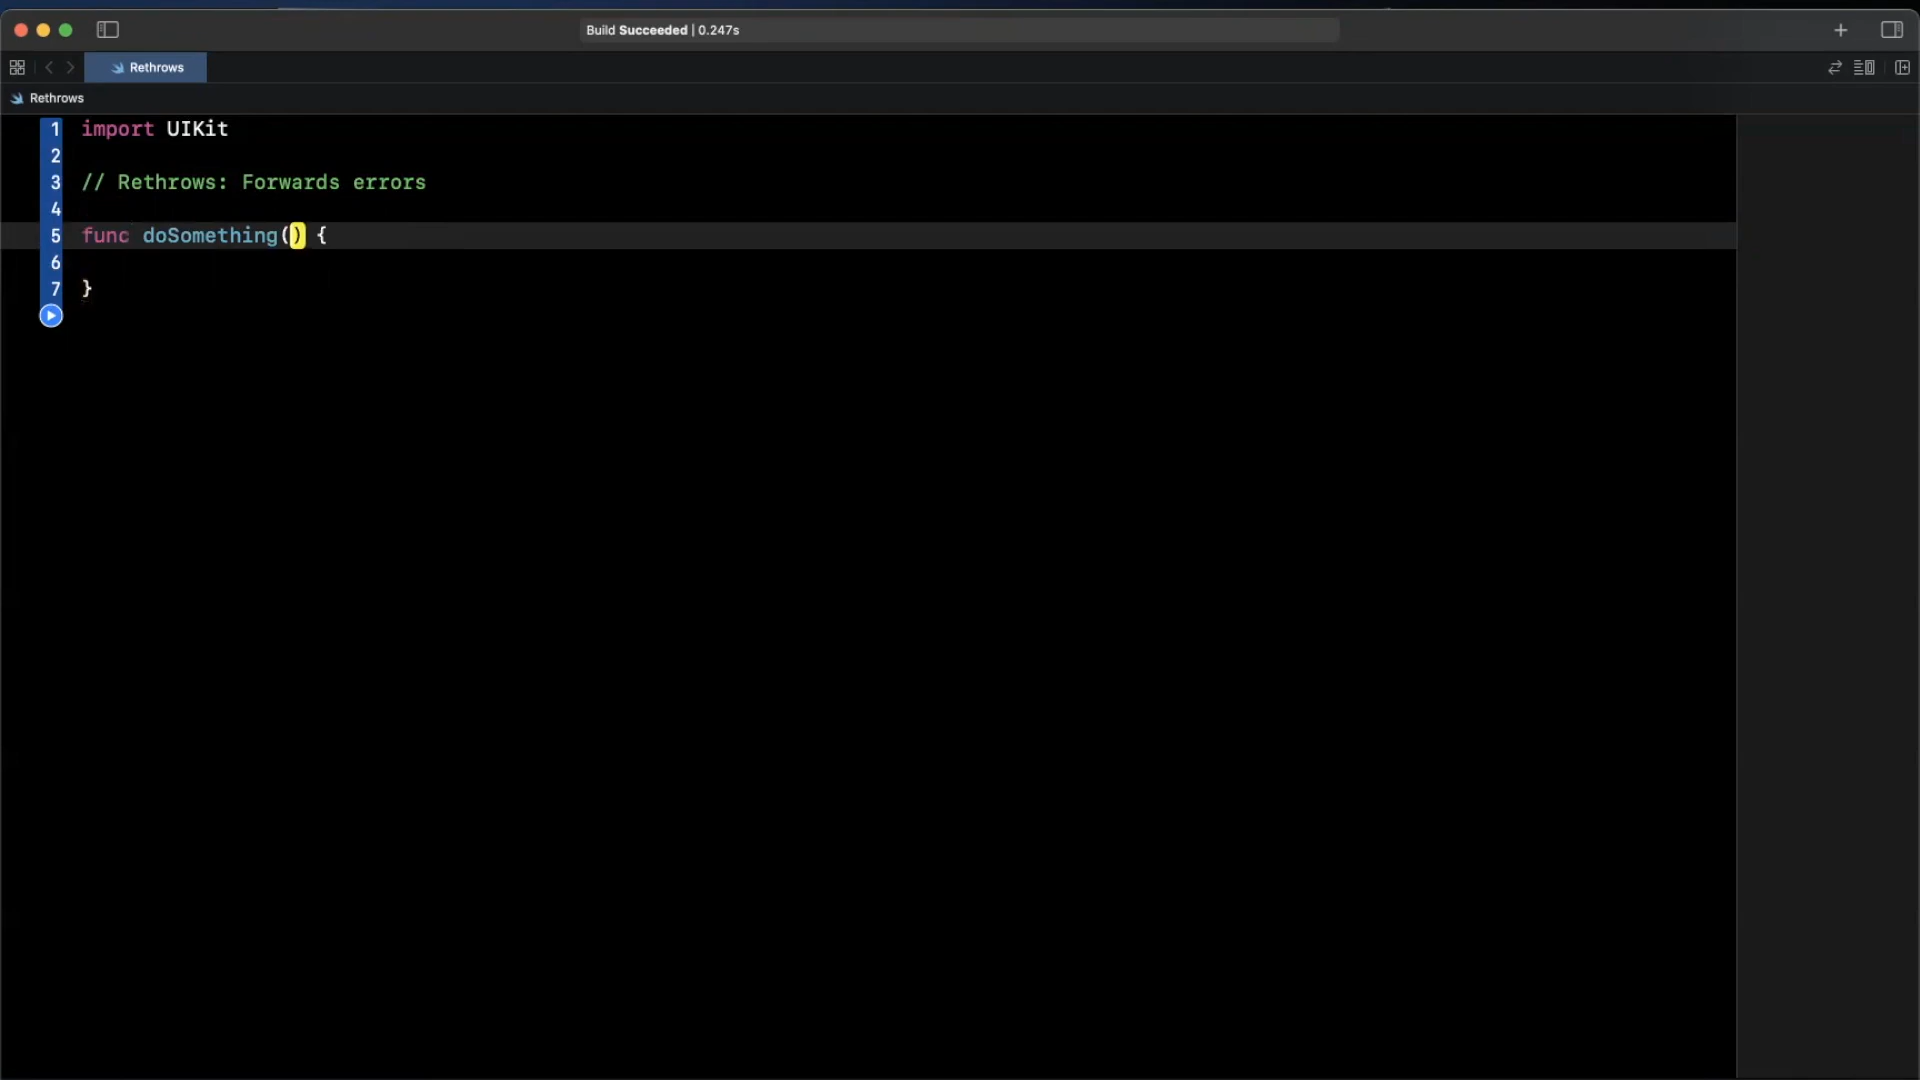 Build Succeeded | 0.247s
Rethrows
Rethrows
1 import UIKit
2
3 // Rethrows: Forwards errors
4
5 func doSomething() {
6
7 }